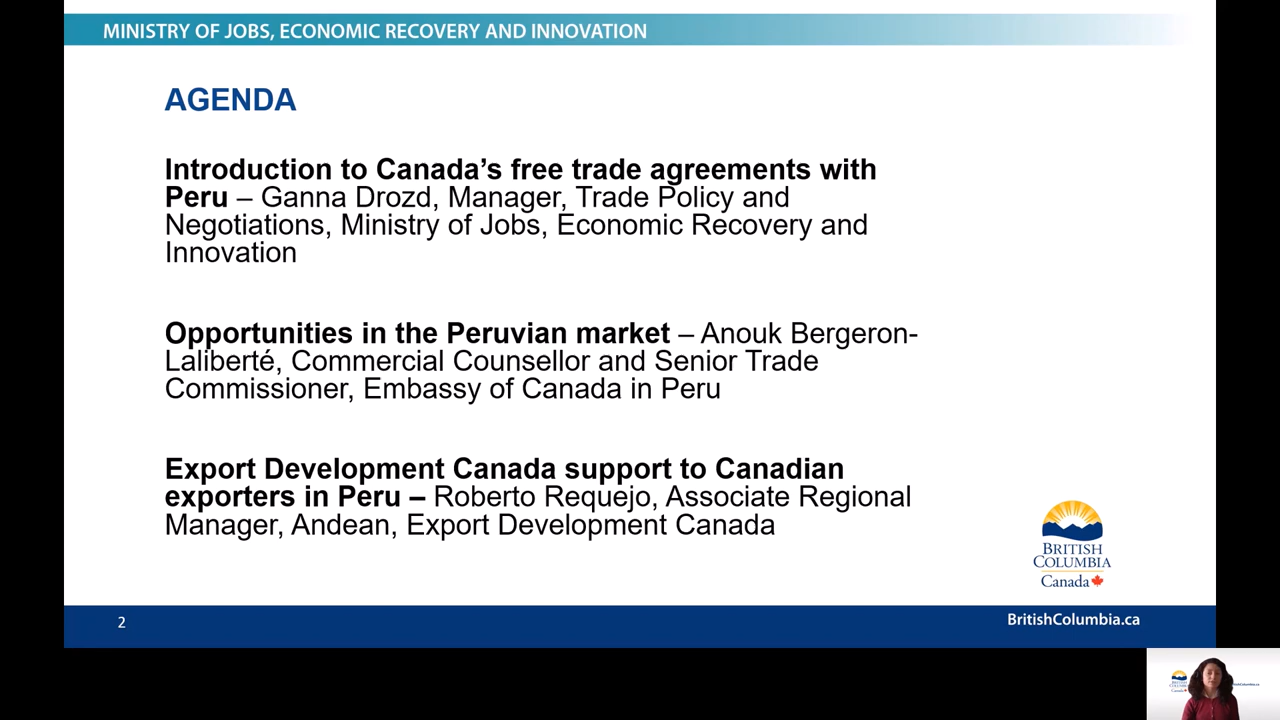 MINISTRY OF JOBS, ECONOMIC RECOVERY AND INNOVATION
AGENDA
Introduction to Canada’s free trade agreements with
Peru – Ganna Drozd, Manager, Trade Policy and
Negotiations, Ministry of Jobs, Economic Recovery and
Innovation
Opportunities in the Peruvian market – Anouk Bergeron-
Laliberté, Commercial Counsellor and Senior Trade
Commissioner, Embassy of Canada in Peru
Export Development Canada support to Canadian
exporters in Peru – Roberto Requejo, Associate Regional
Manager, Andean, Export Development Canada
BRITISH
COLUMBIA
Canada
2
BritishColumbia.ca